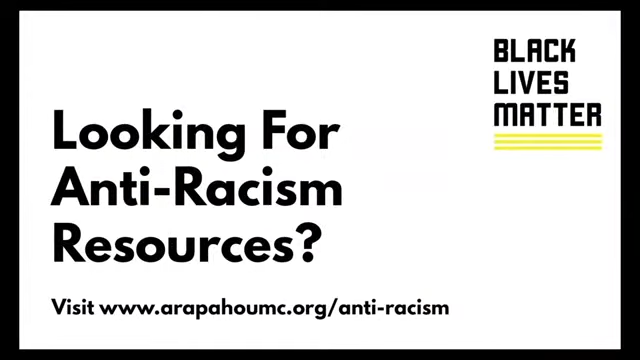 BLACK
LIVES
MATTER
Looking For
Anti-Racism
Resources?
Visit www.arapahoumc.org/anti-racism